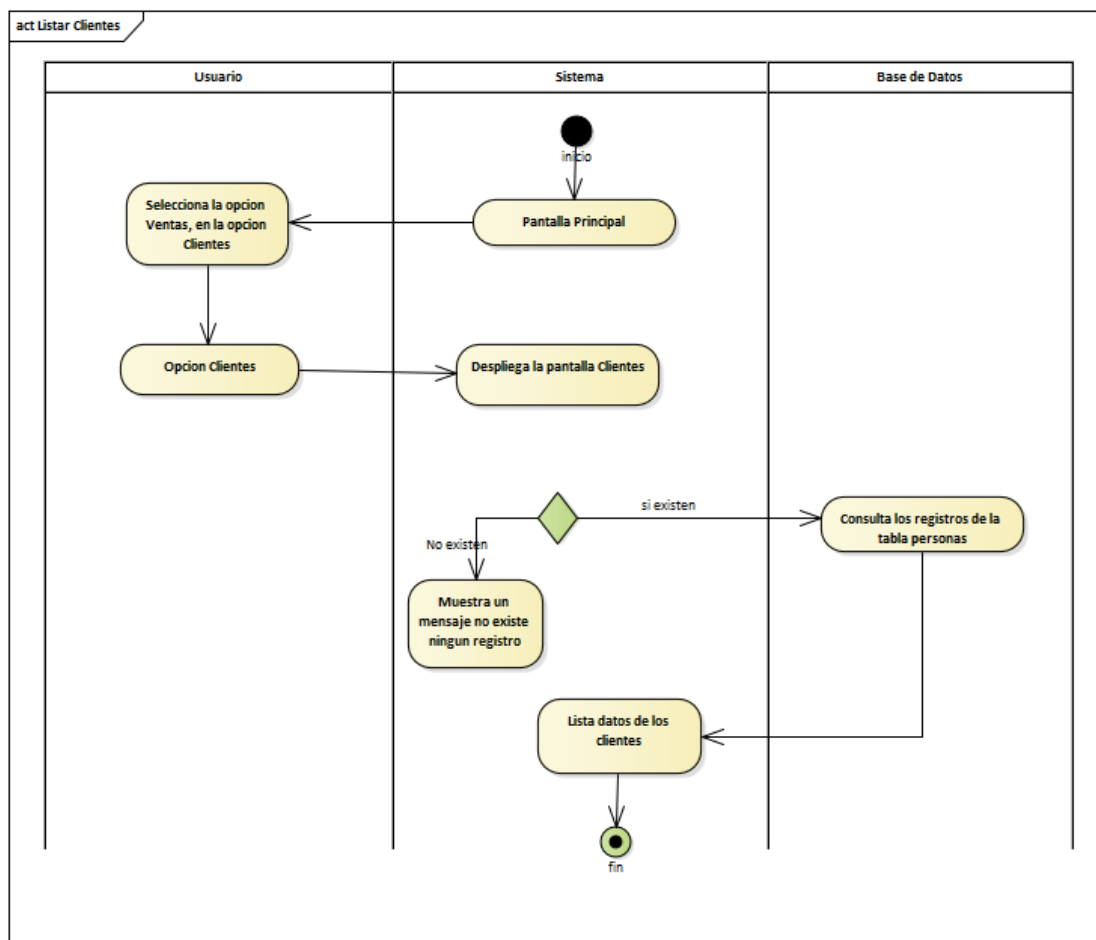 act Listar Clientes
Usuario
Sistema
Base de Datos
inicio
Selecciona la opcion
Ventas, en la opcion
Clientes
Pantalla Principal
Opcion Clientes
Despliega la pantalla Clientes
si existen
Consulta los registros de la
tabla personas
No existen
Muestra un
mensaje no existe
ningun registro
Lista datos de los
clientes
fin